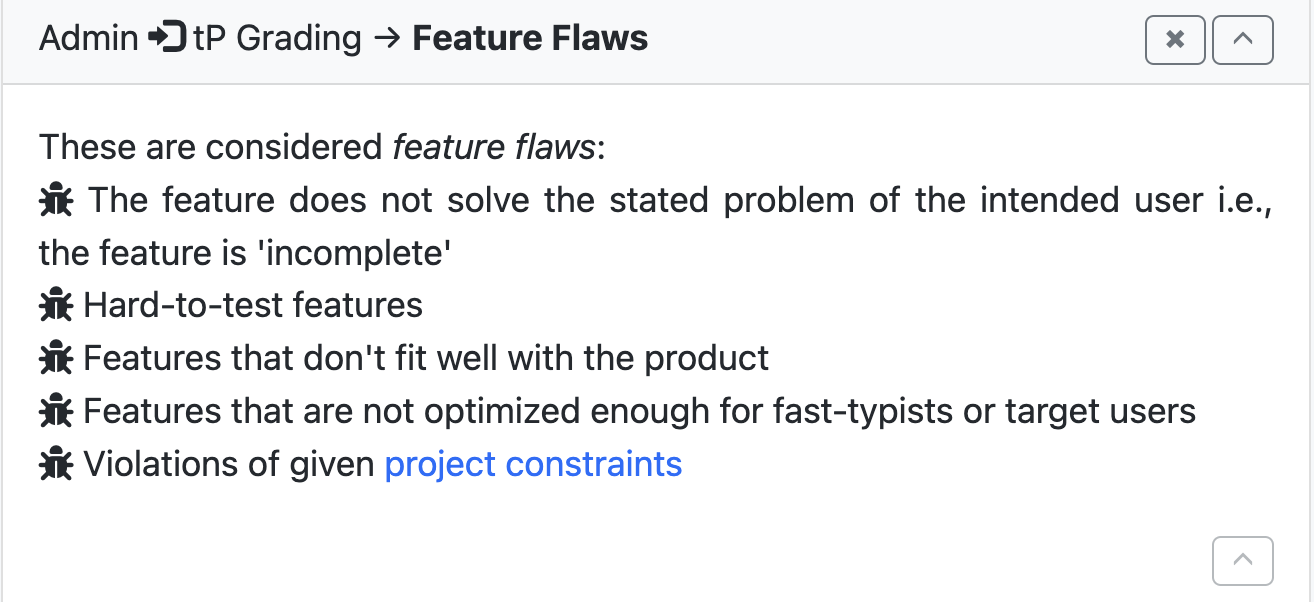 Admin tP Grading → Feature Flaws
These are considered feature flaws:
The feature does not solve the stated problem of the intended user i.e.,
the feature is 'incomplete'
Hard-to-test features
Features that don't fit well with the product
Features that are not optimized enough for fast-typists or target users
Violations of given project constraints